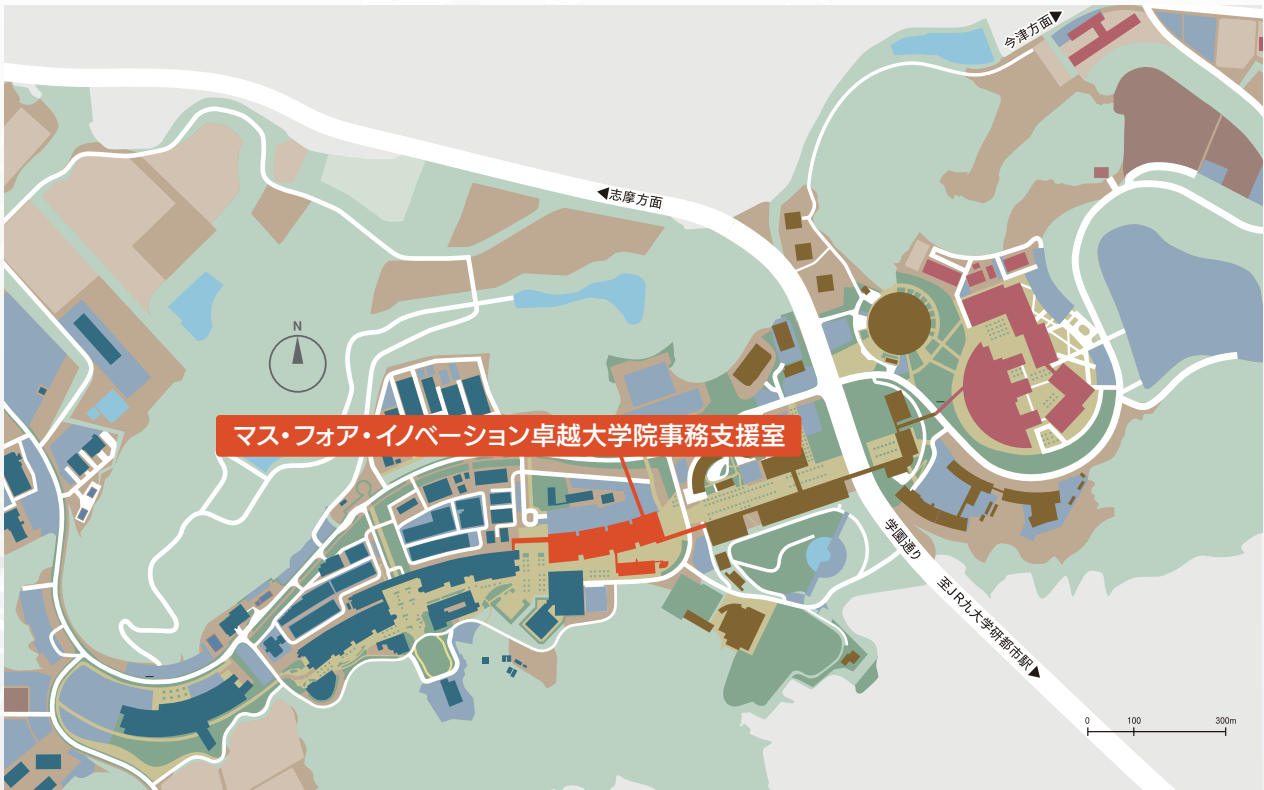 今津方面▶
◀志摩方面
N
マス・フォア・イノベーション卓越大学院事務支援室
学園通り
至JR九大学研都市駅▶
0 100 300m